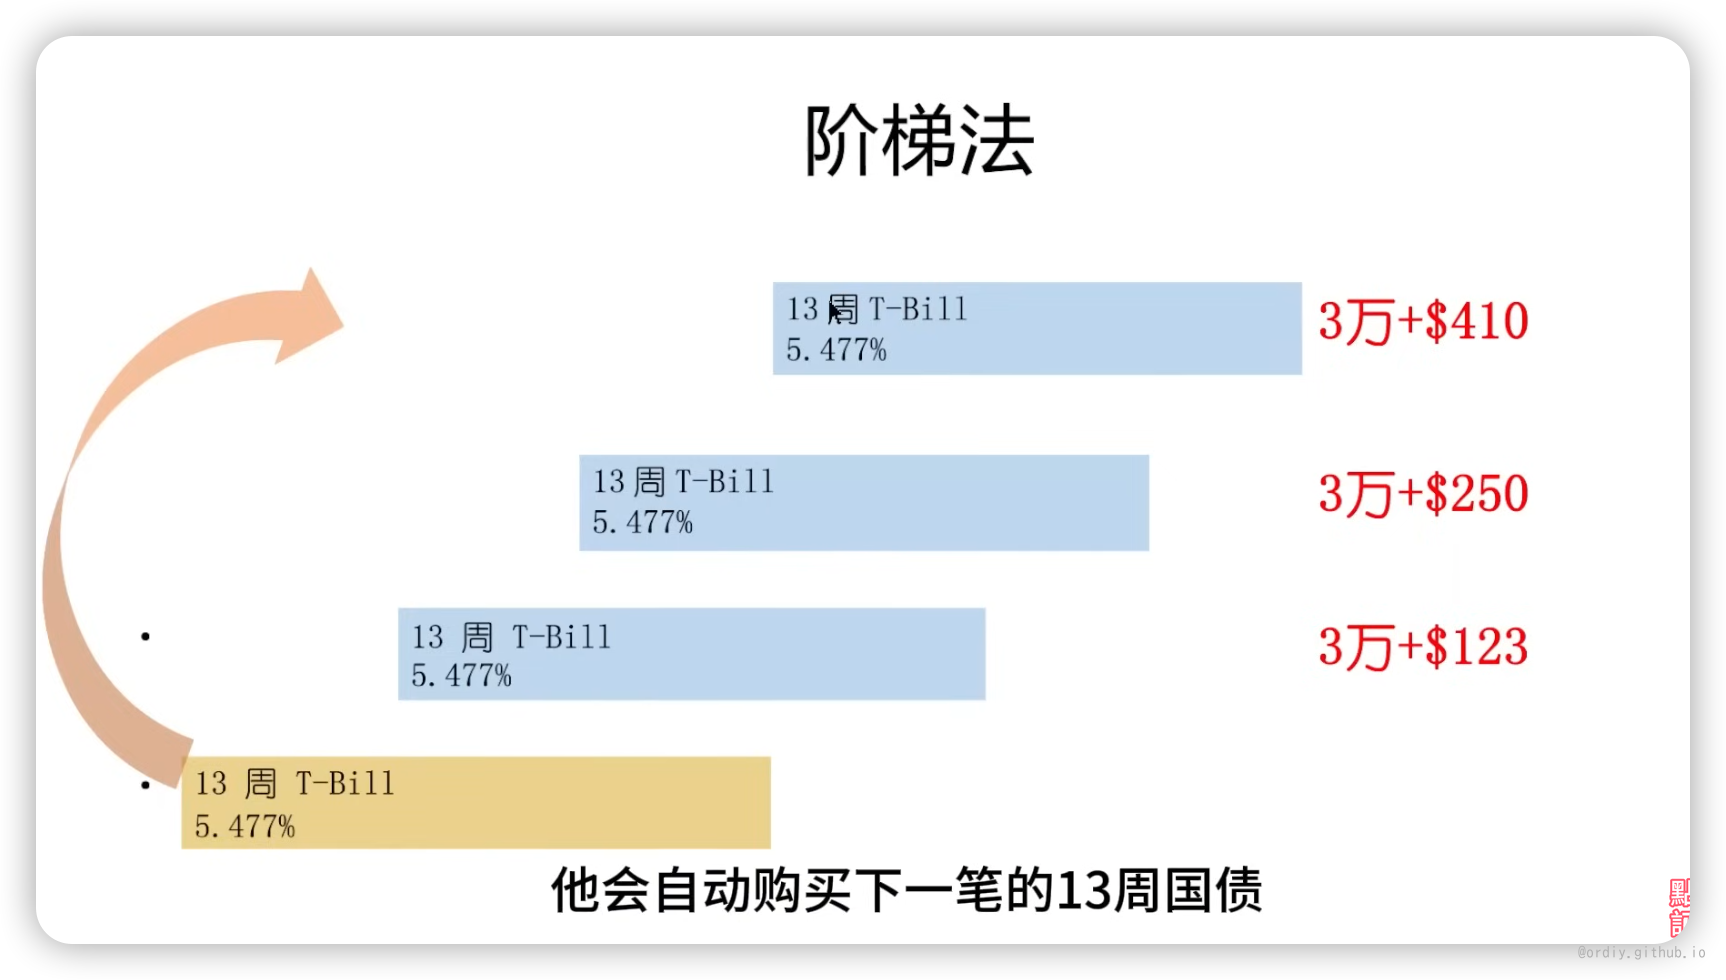 阶梯法
13 周 T-Bill
5.477%
3万+$410
13 周 T-Bill
5.477%
3万+$250
13 周 T-Bill
5.477%
3万+$123
13 周 T-Bill
5.477%
他会自动购买下一笔的13周国债
@ordiy.github.io